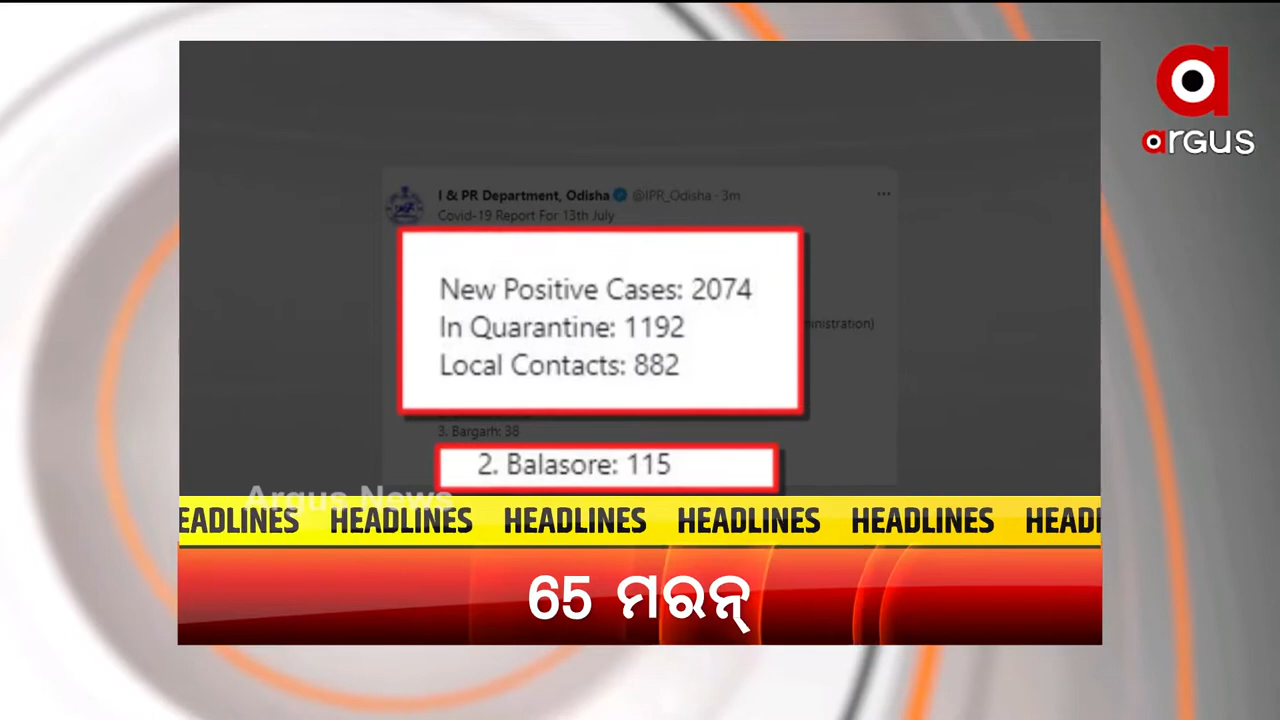 argus
I & PR Department, Odisha @IPR_Odisha · 3m
Covid-19 Report For 13th July
New Positive Cases: 2074
In Quarantine: 1192
ministration)
Local Contacts: 882
3. Bargarh: 38
2. Balasore: 115
Argus News
EADLINES HEADLINES HEADLINES HEADLINES HEADLINES HEADI
65 ମରନ୍